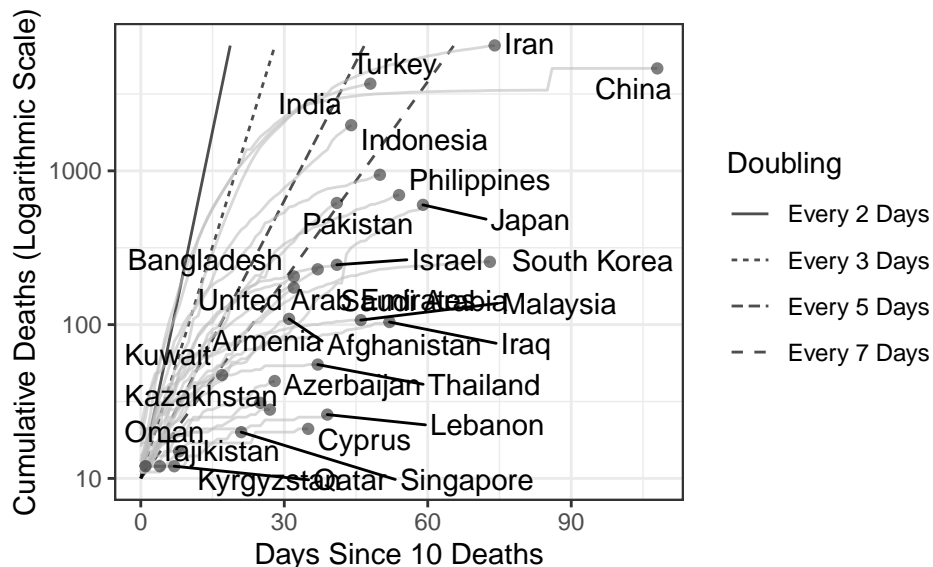 Cumulative Deaths (Logarithmic Scale)
1000
100
10
0
30
60
90
Days Since 10 Deaths
Iran
Turkey
China
India
Indonesia
Philippines
Pakistan
Japan
Bangladesh
Israel
South Korea
United Arab Emirates
Saudi Arabia
Malaysia
Kuwait
Armenia
Afghanistan
Iraq
Kazakhstan
Azerbaijan
Thailand
Oman
Lebanon
Tajikistan
Cyprus
Kyrgyzstan
Qatar
Singapore
Doubling
Every 2 Days
Every 3 Days
Every 5 Days
Every 7 Days